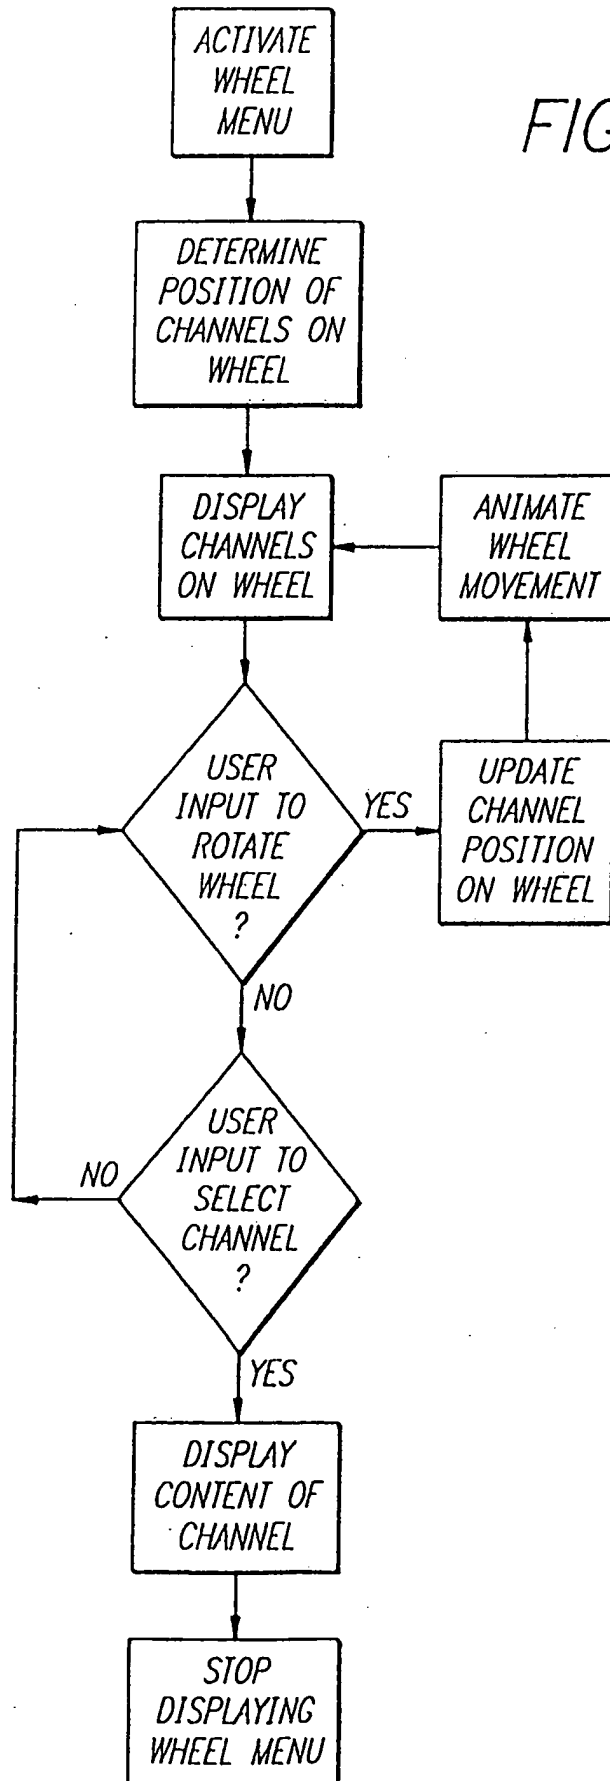 ACTIVATE
WHEEL
MENU
FIG
DETERMINE
POSITION OF
CHANNELS ON
WHEEL
DISPLAY
CHANNELS
ON WHEEL
ANIMATE
WHEEL
MOVEMENT
USER
INPUT TO
ROTATE
WHEEL
?
YES
UPDATE
CHANNEL
POSITION
ON WHEEL
NO
USER
INPUT TO
SELECT
CHANNEL
?
NO
YES
DISPLAY
CONTENT OF
CHANNEL
STOP
DISPLAYING
WHEEL MENU